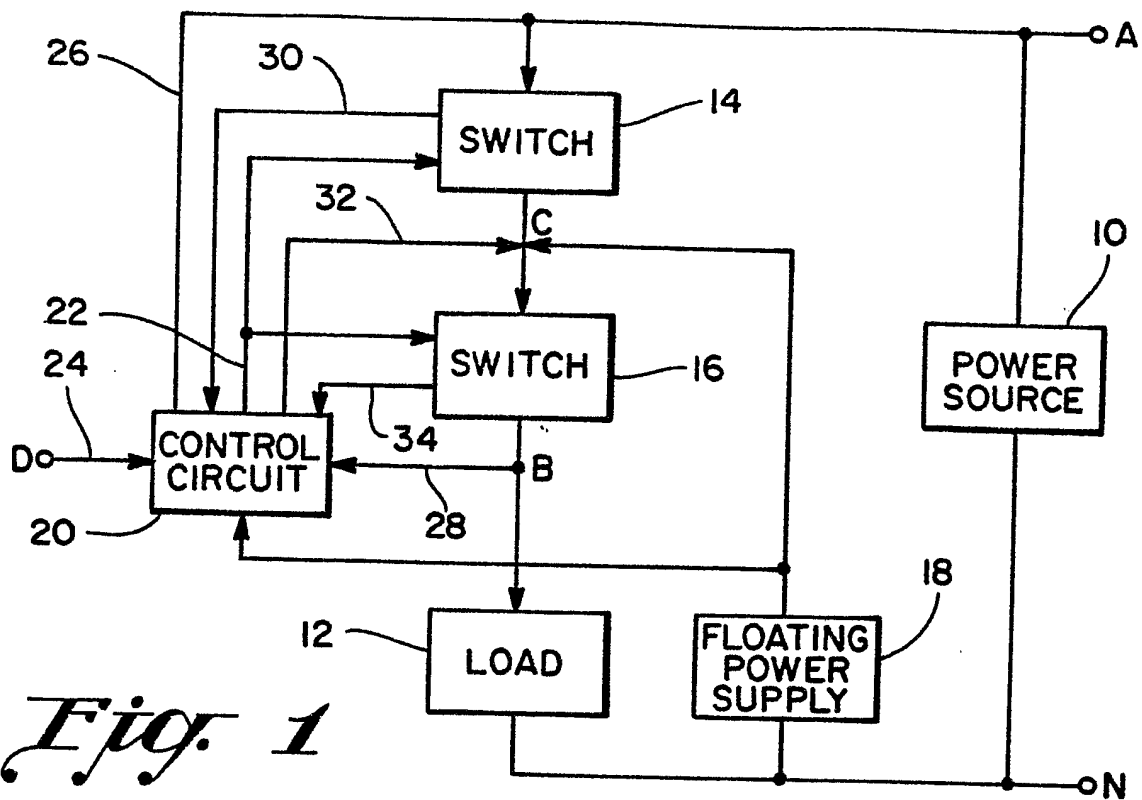 A
26
30
14
SWITCH
32
C
10
22
24
SWITCH
16
POWER
SOURCE
34
CONTROL
CIRCUIT
D
B
28
20
18
12
LOAD
FLOATING
POWER
SUPPLY
Fig. 1
N